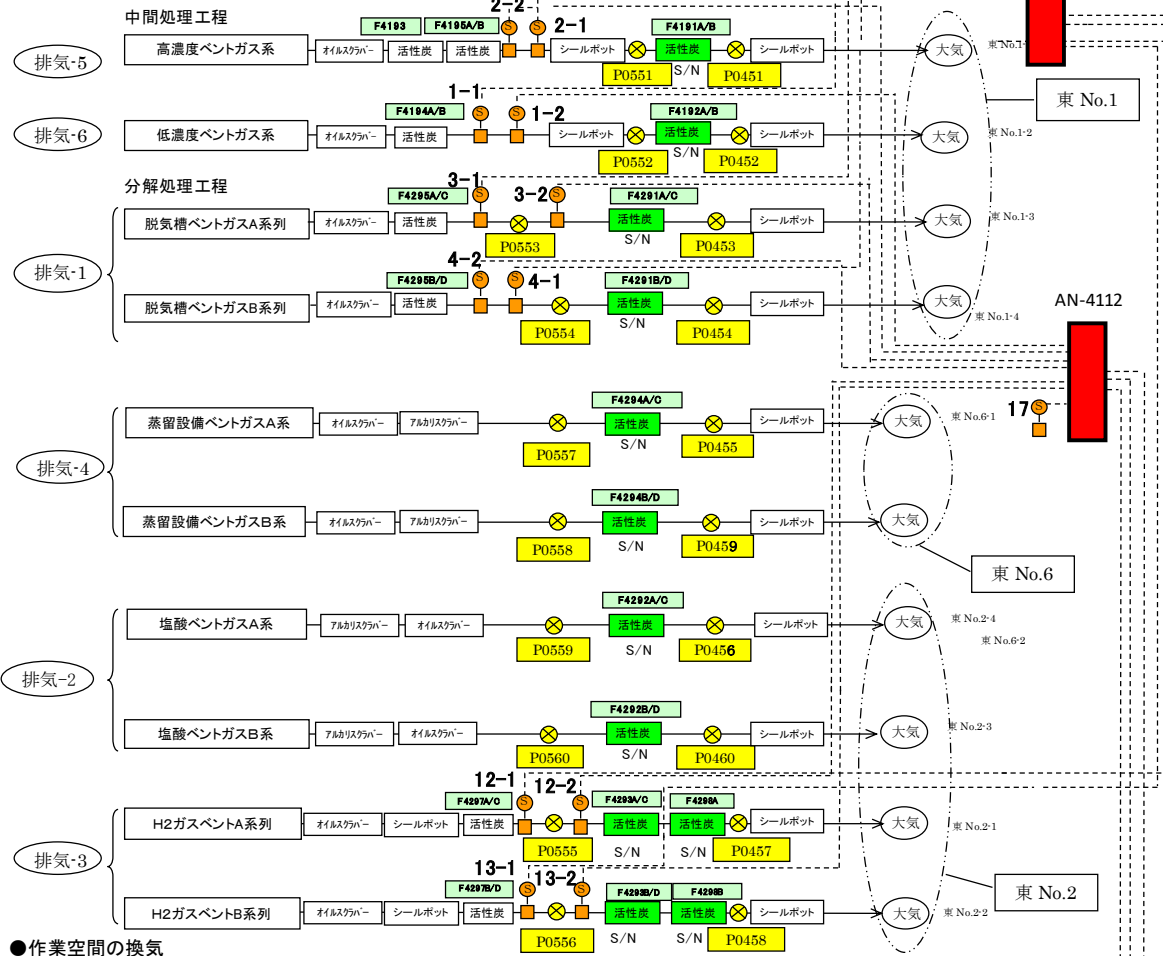 中間処理工程
2-2
F4193 F4195A/B S S 2-1 F4191A/B
排気-5 高濃度ベントガス系 オイルスクラバー 活性炭 活性炭 シールポット 活性炭 シールポット 大気
P0551 S/N P0451
東 No.1
1-1
F4194A/B S S 1-2 F4192A/B
排気-6 低濃度ベントガス系 オイルスクラバー 活性炭 シールポット 活性炭 シールポット 大気 東 No.1-2
P0552 S/N P0452
分解処理工程
3-1 3-2
F4295A/C S S F4291A/C
脱気槽ベントガスA系列 オイルスクラバー 活性炭 活性炭 シールポット 大気 東 No.1-3
P0553 S/N P0453
排気-1
4-2
F4295B/D S S 4-1 F4291B/D
脱気槽ベントガスB系列 オイルスクラバー 活性炭 活性炭 シールポット 大気 東 No.1-4
P0554 S/N P0454
AN-4112
17 S
F4294A/C
蒸留設備ベントガスA系 オイルスクラバー アルカリスクラバー 活性炭 シールポット 大気 東 No.6-1
P0557 S/N P0455
排気-4
F4294B/D
蒸留設備ベントガスB系 オイルスクラバー アルカリスクラバー 活性炭 シールポット 大気
P0558 S/N P0459
東 No.6
F4292A/C
塩酸ベントガスA系 アルカリスクラバー オイルスクラバー 活性炭 シールポット 大気 東 No.2-4
東 No.6-2
P0559 S/N P0456
排気-2
F4292B/D
塩酸ベントガスB系 アルカリスクラバー オイルスクラバー 活性炭 シールポット 大気 東 No.2-3
P0560 S/N P0460
12-1 12-2
F4297A/C S S F4293A/C F4298A
H2ガスベントA系列 オイルスクラバー シールポット 活性炭 活性炭 活性炭 シールポット 大気 東 No.2-1
P0555 S/N S/N P0457
排気-3
13-1 13-2
F4297B/D S S F4293B/D F4298B
H2ガスベントB系列 オイルスクラバー シールポット 活性炭 活性炭 活性炭 シールポット 大気 東 No.2-2
P0556 S/N S/N P0458
東 No.2
●作業空間の換気